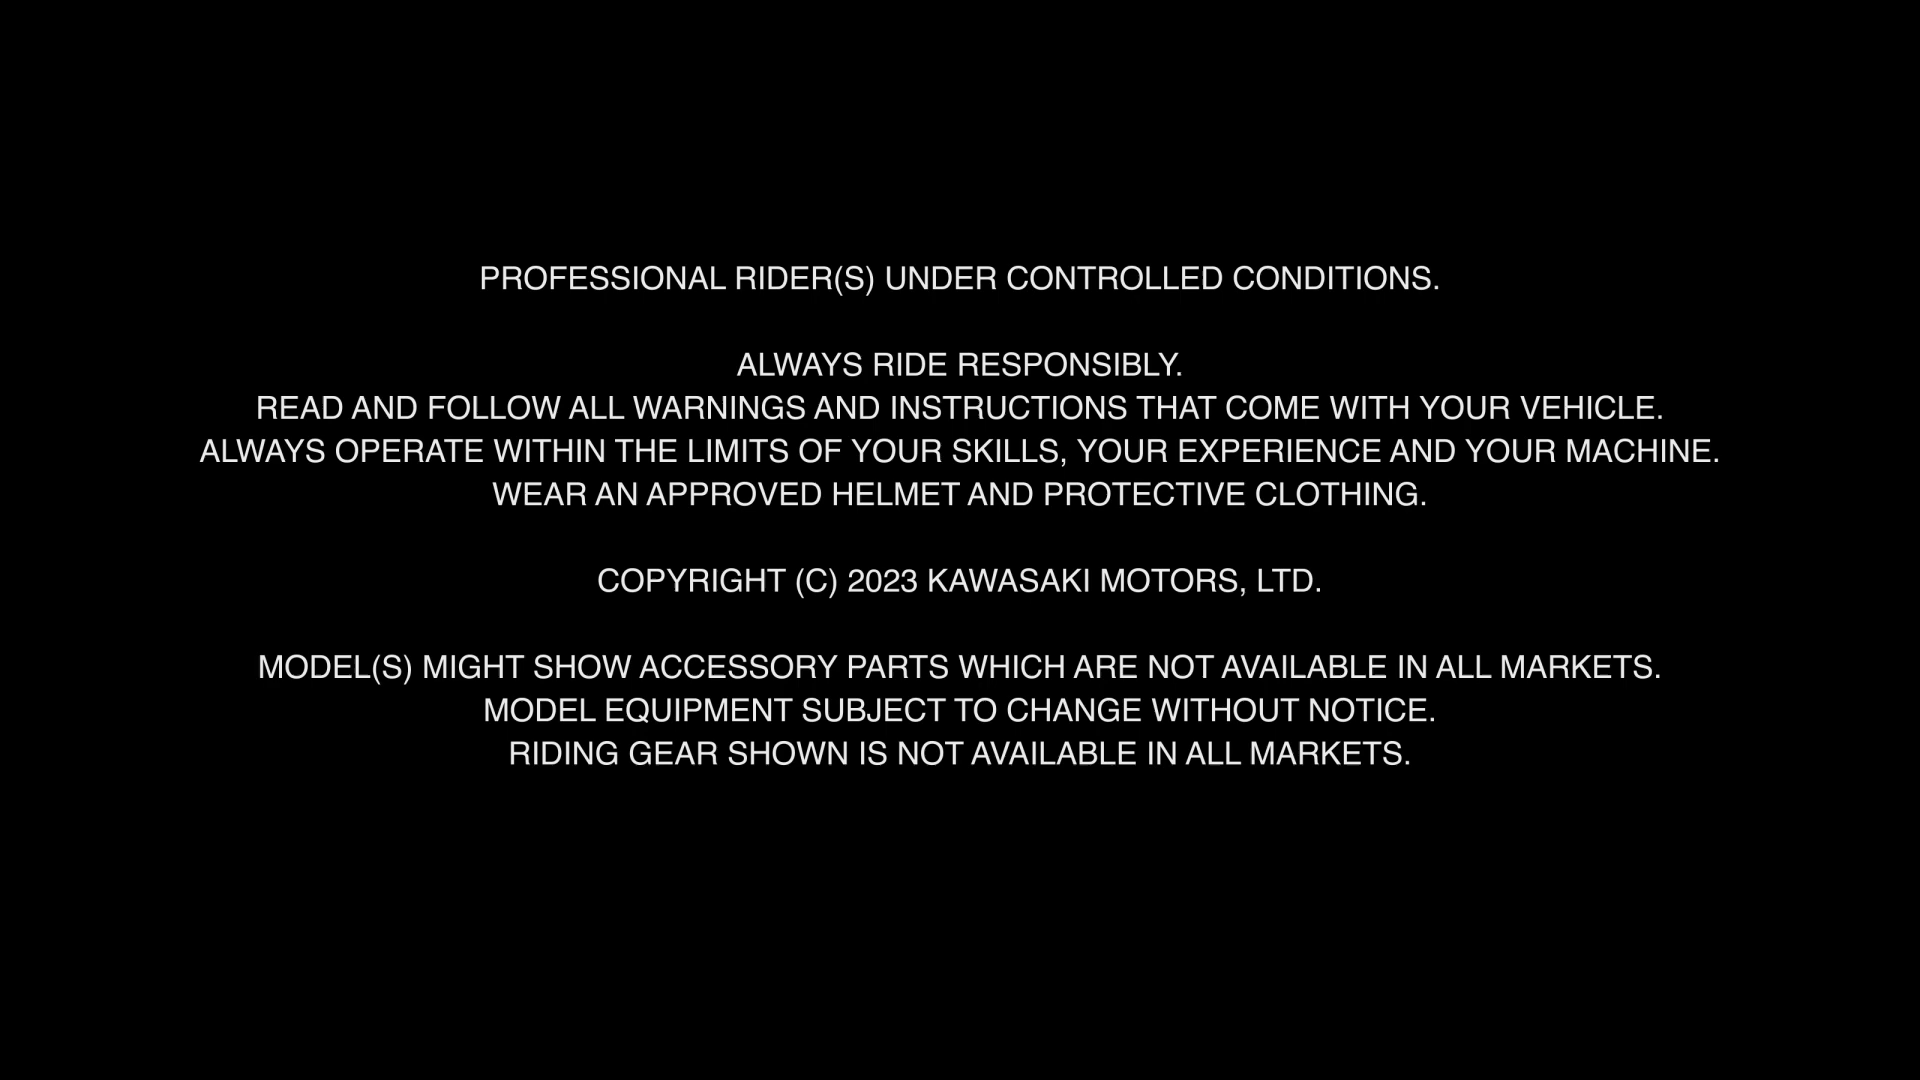 PROFESSIONAL RIDER(S) UNDER CONTROLLED CONDITIONS.
ALWAYS RIDE RESPONSIBLY.
READ AND FOLLOW ALL WARNINGS AND INSTRUCTIONS THAT COME WITH YOUR VEHICLE.
ALWAYS OPERATE WITHIN THE LIMITS OF YOUR SKILLS, YOUR EXPERIENCE AND YOUR MACHINE.
WEAR AN APPROVED HELMET AND PROTECTIVE CLOTHING.
COPYRIGHT (C) 2023 KAWASAKI MOTORS, LTD.
MODEL(S) MIGHT SHOW ACCESSORY PARTS WHICH ARE NOT AVAILABLE IN ALL MARKETS.
MODEL EQUIPMENT SUBJECT TO CHANGE WITHOUT NOTICE.
RIDING GEAR SHOWN IS NOT AVAILABLE IN ALL MARKETS.